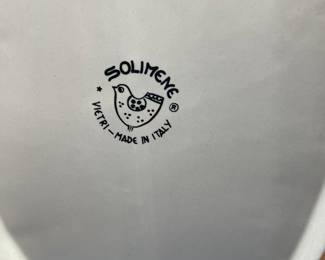 SOLIMENE ®
* VIETRI – MADE IN ITALY